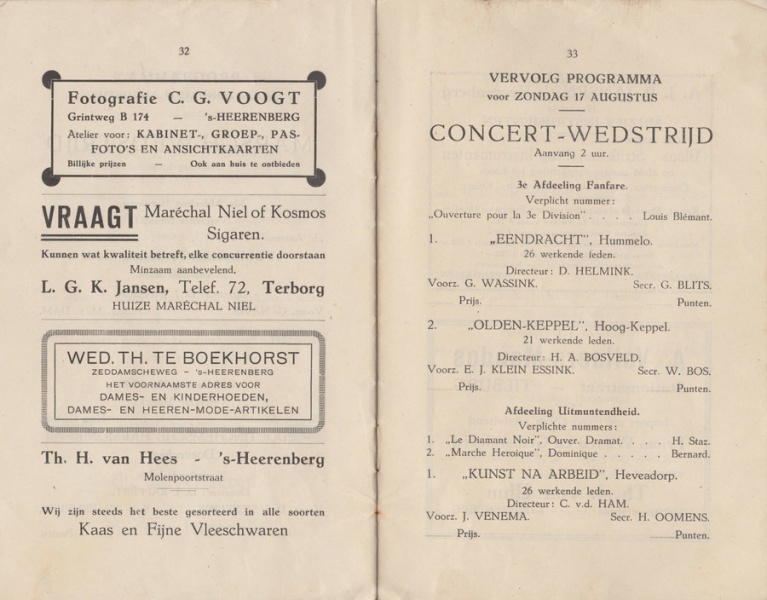 32
Fotografie C. G. VOOGT
Grintweg B 174 — 's-HEERENBERG
Atelier voor: KABINET-, GROEP-, PAS-
FOTO'S EN ANSICHTKAARTEN
Billijke prijzen — Ook aan huis te ontbieden
VRAAGT Maréchal Niel of Kosmos
Sigaren.
Kunnen wat kwaliteit betreft, elke concurrentie doorstaan
Minzaam aanbevelend,
L. G. K. Jansen, Telef. 72, Terborg
HUIZE MARÉCHAL NIEL
WED. TH. TE BOEKHORST
ZEDDAMSCHEWEG - 's-HEERENBERG
HET VOORNAAMSTE ADRES VOOR
DAMES- EN KINDERHOEDEN,
DAMES- EN HEEREN-MODE-ARTIKELEN
Th. H. van Hees - 's-Heerenberg
Molenpoortstraat
Wij zijn steeds het beste gesorteerd in alle soorten
Kaas en Fijne Vleeschwaren
33
VERVOLG PROGRAMMA
voor ZONDAG 17 AUGUSTUS
CONCERT-WEDSTRIJD
Aanvang 2 uur.
3e Afdeeling Fanfare.
Verplicht nummer:
„Ouverture pour la 3e Division". . . . Louis Blémant.
1. „EENDRACHT", Hummelo.
26 werkende leden.
Directeur: D. HELMINK.
Voorz. G. WASSINK. Secr. G. BLITS.
Prijs. Punten.
2. „OLDEN-KEPPEL", Hoog-Keppel.
21 werkende leden.
Directeur: H. A. BOSVELD.
Voorz. E. J. KLEIN ESSINK. Secr. W. BOS.
Prijs. Punten.
Afdeeling Uitmuntendheid.
Verplichte nummers:
1. „Le Diamant Noir", Ouver. Dramat. . . . H. Staz.
2. „Marche Heroique", Dominique . . . . . Bernard.
1. „KUNST NA ARBEID", Heveadorp.
26 werkende leden.
Directeur: C. v.d. HAM.
Voorz. J. VENEMA. Secr. H. OOMENS.
Prijs. Punten.